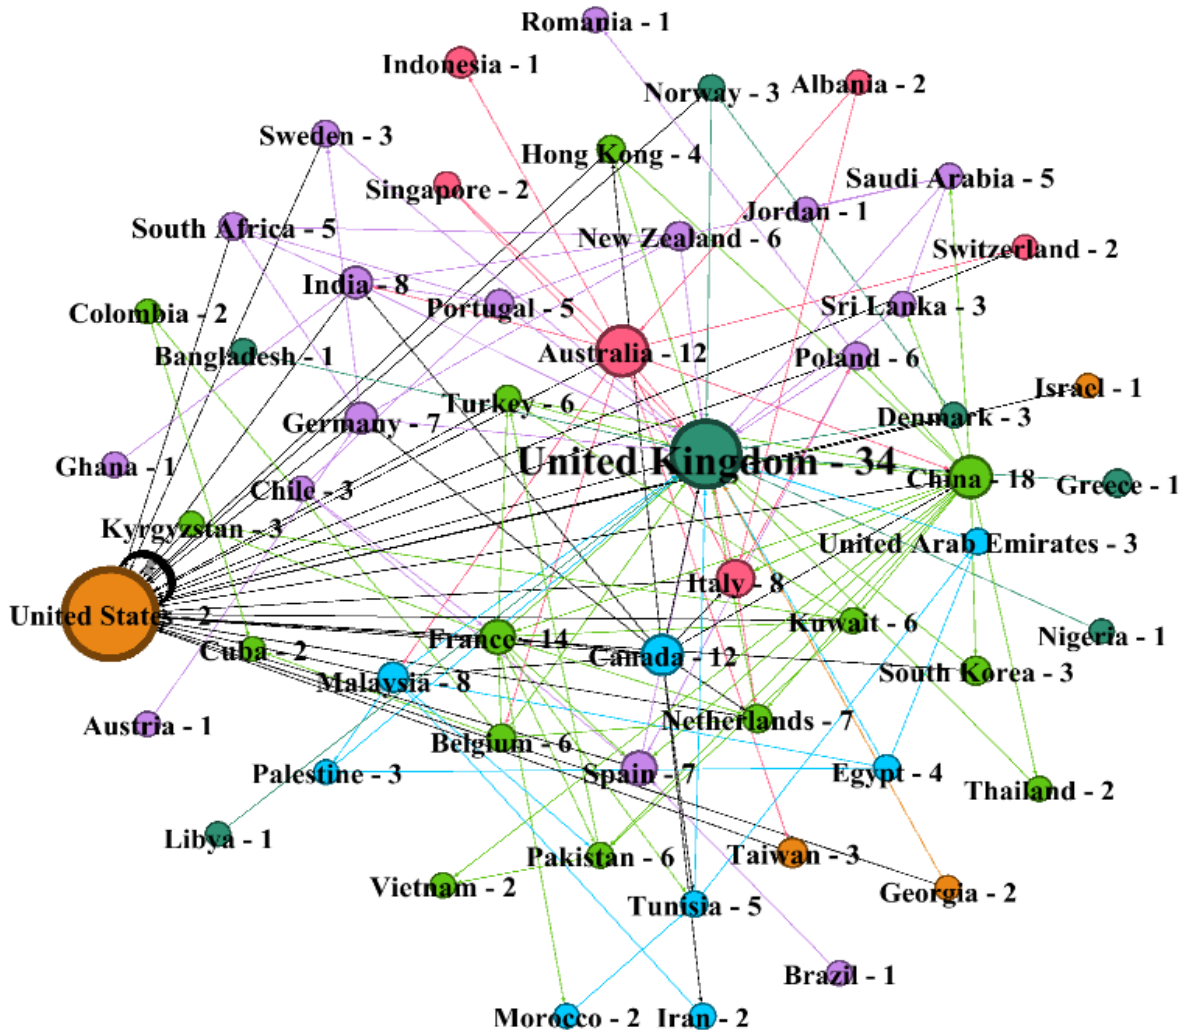 Romania - 1
Indonesia - 1
Norway - 3
Albania - 2
Sweden - 3
Hong Kong - 4
Singapore - 2
Saudi Arabia - 5
Jordan - 1
South Africa - 5
New Zealand - 6
Switzerland - 2
India - 8
Portugal - 5
Sri Lanka - 3
Colombia - 2
Bangladesh - 1
Australia - 12
Poland - 6
Israel - 1
Turkey - 6
Denmark - 3
Germany - 7
United Kingdom - 34
Ghana - 1
China - 18
Greece - 1
Chile - 3
Kyrgyzstan - 3
United Arab Emirates - 3
Italy - 8
United States - 2
Kuwait - 6
Nigeria - 1
France - 14
Cuba - 2
Canada - 12
South Korea - 3
Malaysia - 8
Austria - 1
Netherlands - 7
Belgium - 6
Palestine - 3
Spain - 7
Egypt - 4
Thailand - 2
Libya - 1
Pakistan - 6
Taiwan - 3
Vietnam - 2
Georgia - 2
Tunisia - 5
Brazil - 1
Morocco - 2
Iran - 2